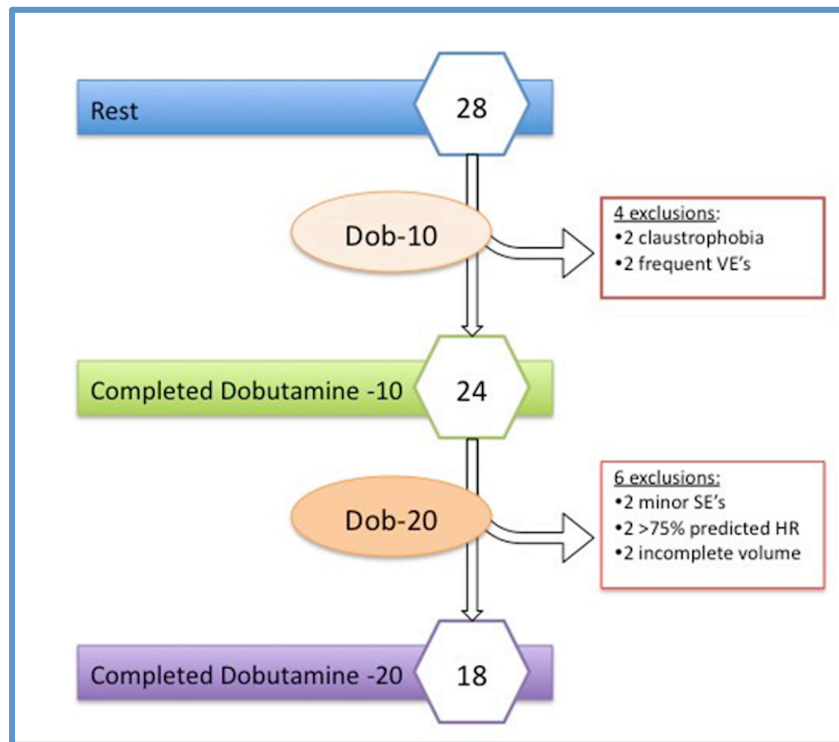 Rest
28
Dob-10
4 exclusions:
•2 claustrophobia
•2 frequent VE's
Completed Dobutamine -10
24
Dob-20
6 exclusions:
•2 minor SE's
•2 >75% predicted HR
•2 incomplete volume
Completed Dobutamine -20
18